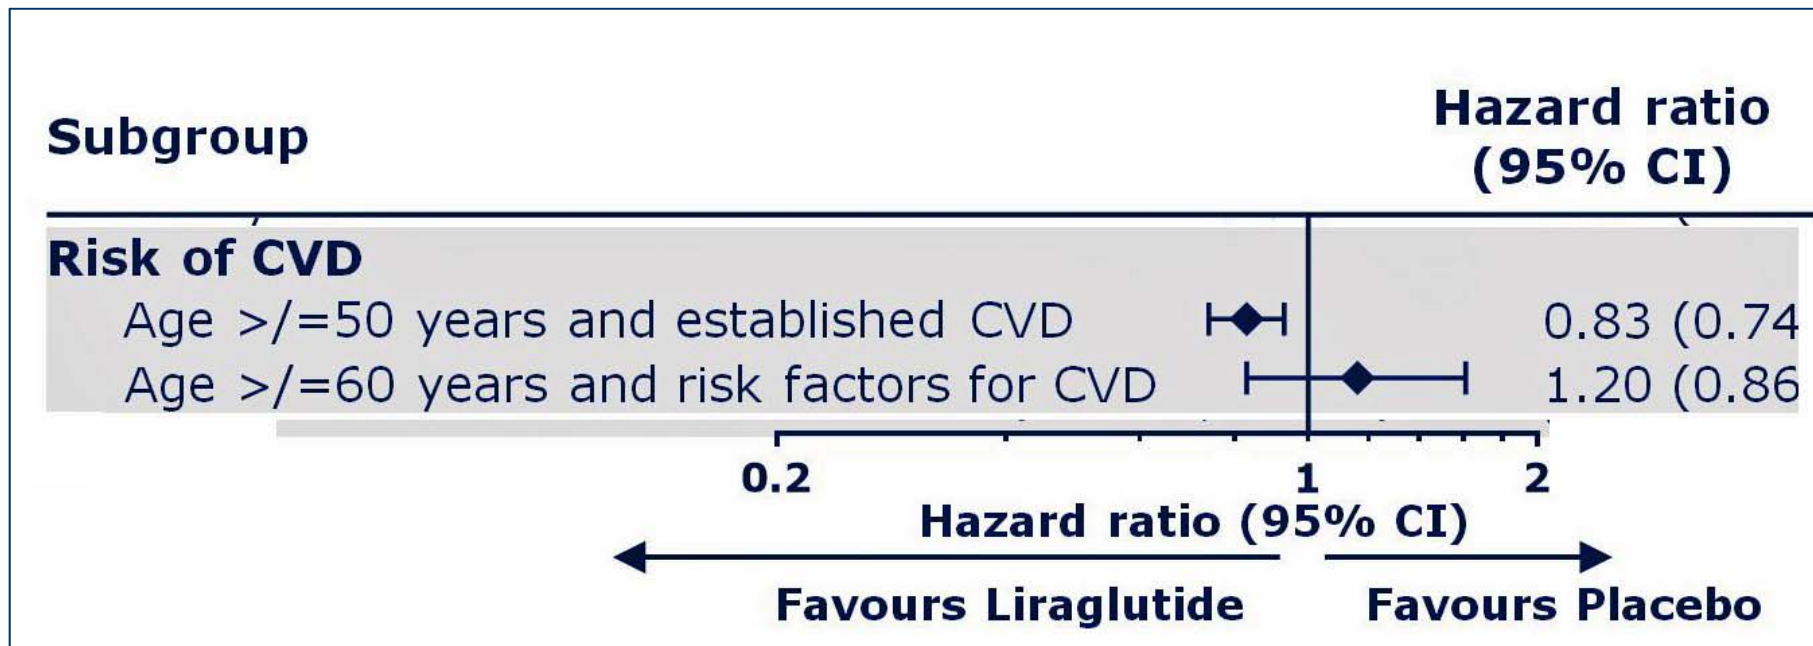 Subgroup
Hazard ratio
(95% CI)
Risk of CVD
Age >/=50 years and established CVD 0.83 (0.74
Age >/=60 years and risk factors for CVD 1.20 (0.86
0.2 1 2
Hazard ratio (95% CI)
Favours Liraglutide Favours Placebo